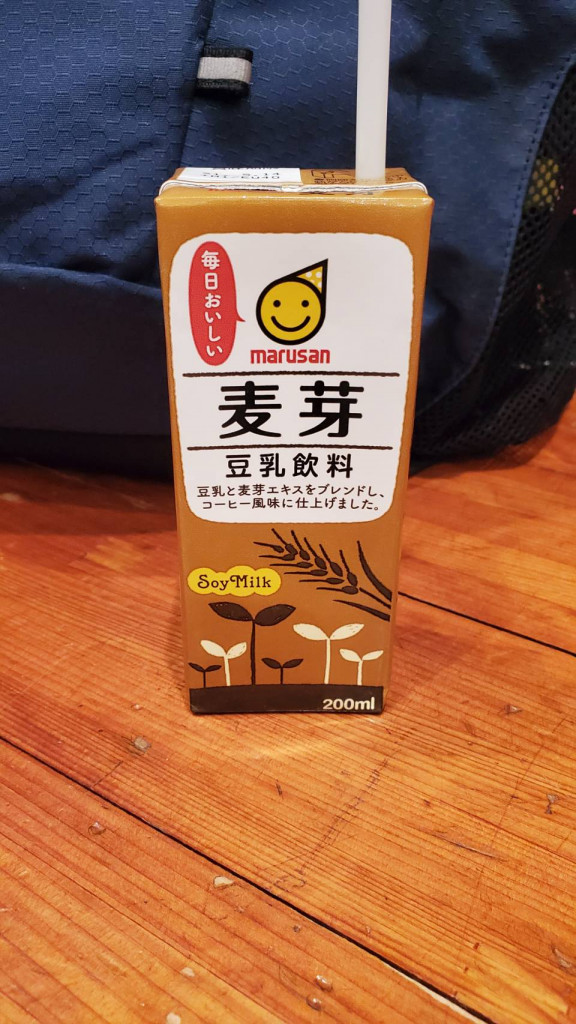 毎日おいしい
marusan
麦芽
豆乳飲料
豆乳と麦芽エキスをブレンドし、
コーヒー風味に仕上げました。
SoyMilk
200ml